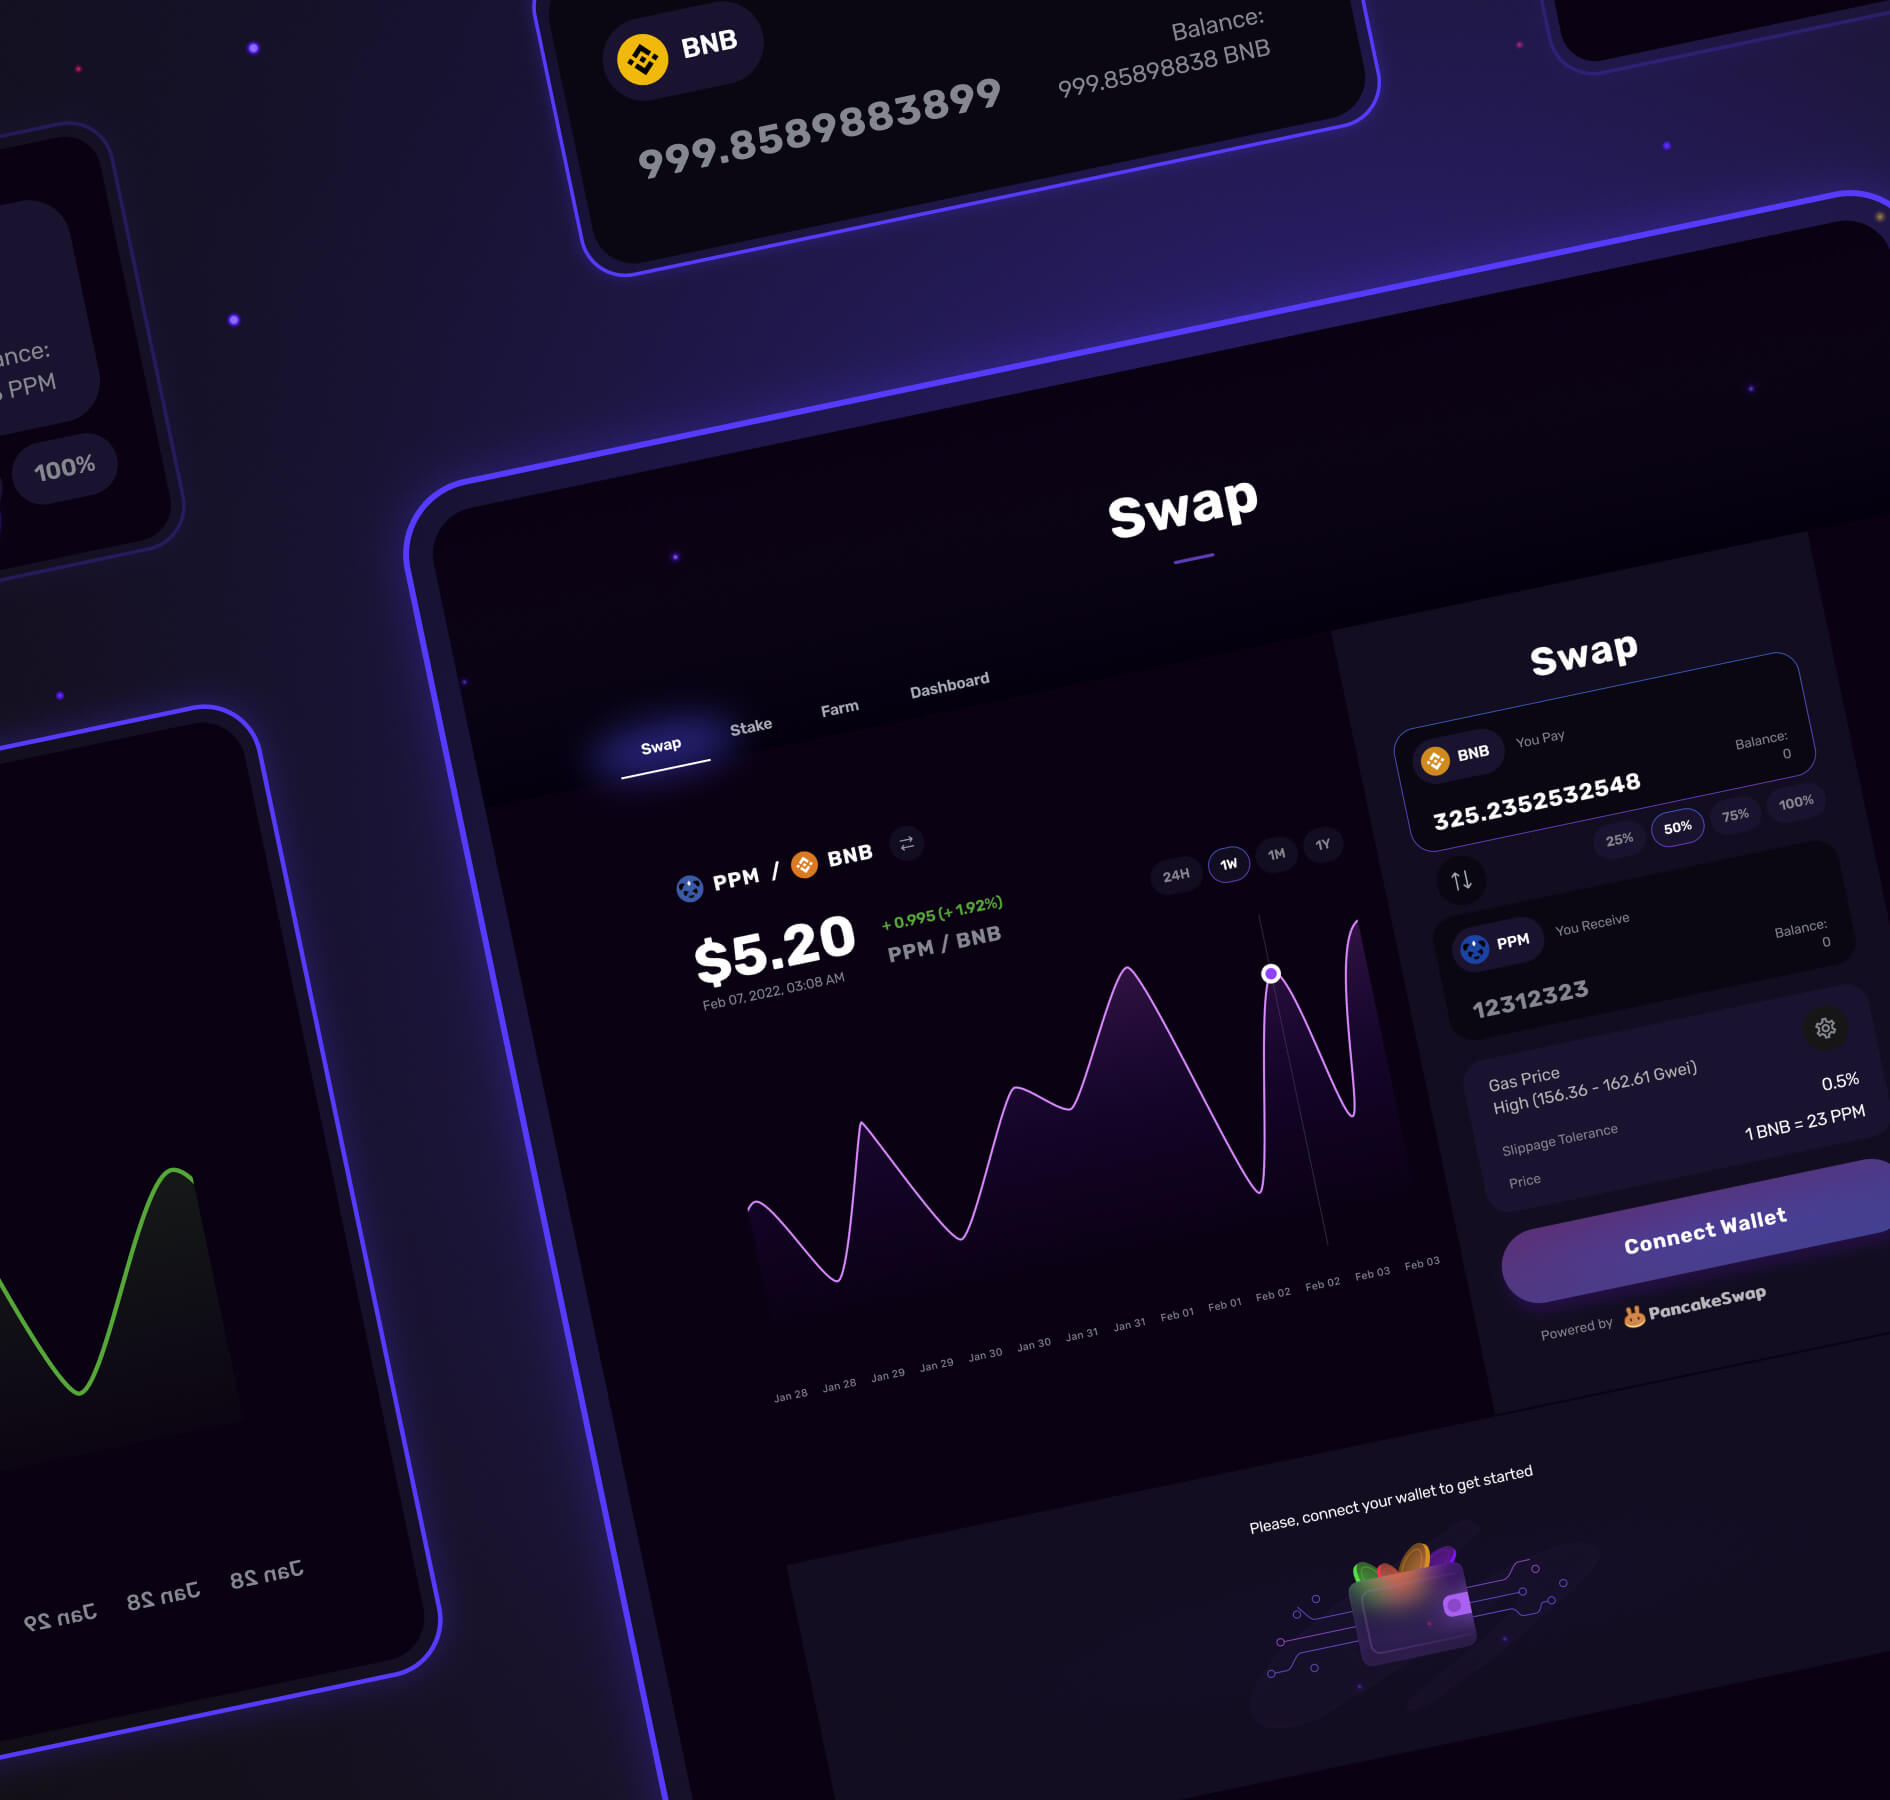 BNB
Balance:
999.85898838 BNB
999.8589883899
PPM
100%
Swap
Swap
Stake
Farm
Dashboard
PPM / BNB
$5.20
+0.995 (+1.92%)
PPM / BNB
Feb 07, 2022, 03:08 AM
24H
1W
1M
1Y
Jan 28
Jan 28
Jan 29
Jan 29
Jan 30
Jan 30
Jan 31
Jan 31
Feb 01
Feb 01
Feb 02
Feb 02
Feb 03
Feb 03
Swap
BNB
You Pay
Balance:
0
325.2352532548
25%
50%
75%
100%
PPM
You Receive
Balance:
0
12312323
Gas Price
High (156.36 - 162.61 Gwei)
0.5%
Slippage Tolerance
1 BNB = 23 PPM
Price
Connect Wallet
Powered by PancakeSwap
Please, connect your wallet to get started
Jan 29
Jan 28
Jan 28